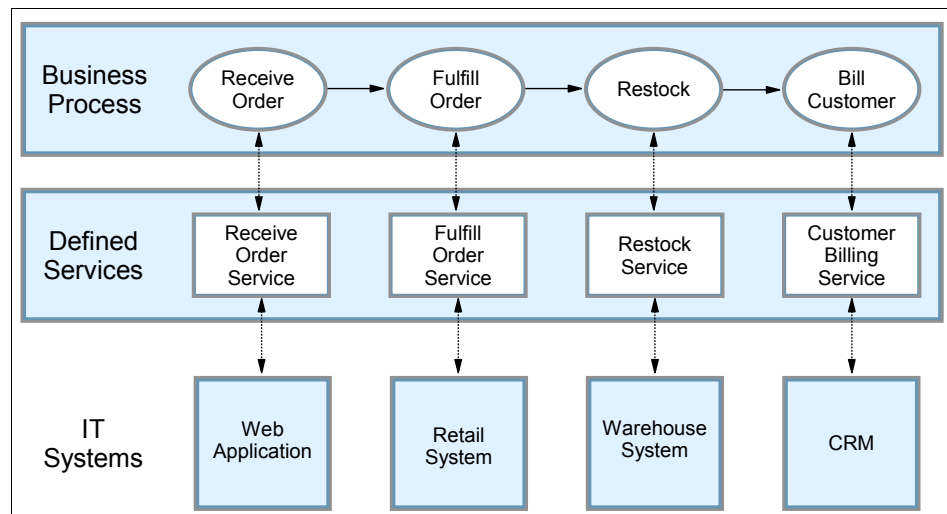 Business
Process
Receive
Order
Fulfill
Order
Restock
Bill
Customer
Defined
Services
Receive
Order
Service
Fulfill
Order
Service
Restock
Service
Customer
Billing
Service
IT
Systems
Web
Application
Retail
System
Warehouse
System
CRM